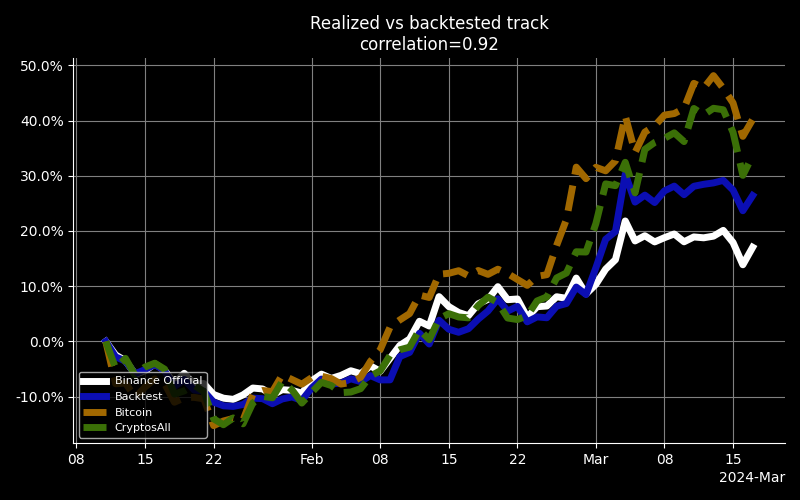 Realized vs backtested track
correlation=0.92
50.0%
40.0%
30.0%
20.0%
10.0%
0.0%
-10.0%
Binance Official
Backtest
Bitcoin
CryptosAll
08 15 22 Feb 08 15 22 Mar 08 15
2024-Mar